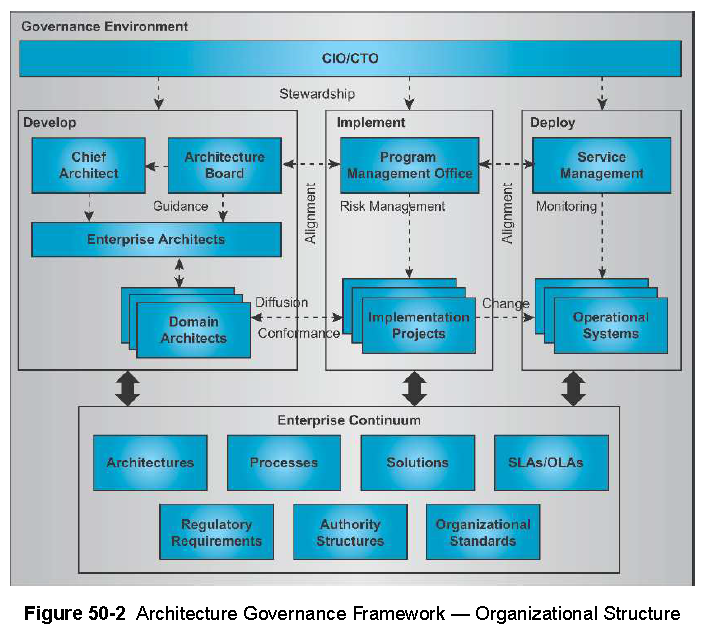 Governance Environment
CIO/CTO
Stewardship
Develop
Chief
Architect
Architecture
Board
Guidance
Enterprise Architects
Domain
Architects
Alignment
Diffusion
Conformance
Implement
Program
Management Office
Risk Management
Implementation
Projects
Alignment
Change
Deploy
Service
Management
Monitoring
Operational
Systems
Enterprise Continuum
Architectures
Processes
Solutions
SLAs/OLAs
Regulatory
Requirements
Authority
Structures
Organizational
Standards
Figure 50-2 Architecture Governance Framework — Organizational Structure